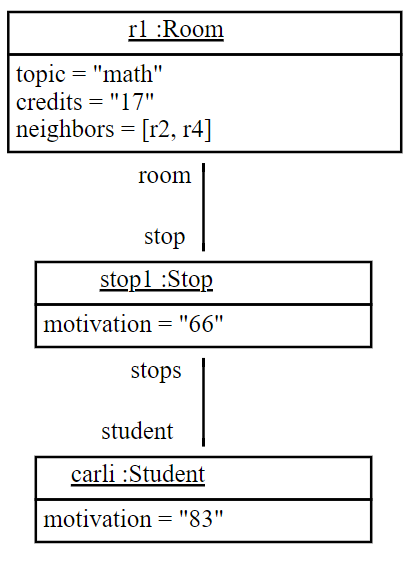 r1 :Room
topic = "math"
credits = "17"
neighbors = [r2, r4]
room
stop
stop1 :Stop
motivation = "66"
stops
student
carli :Student
motivation = "83"